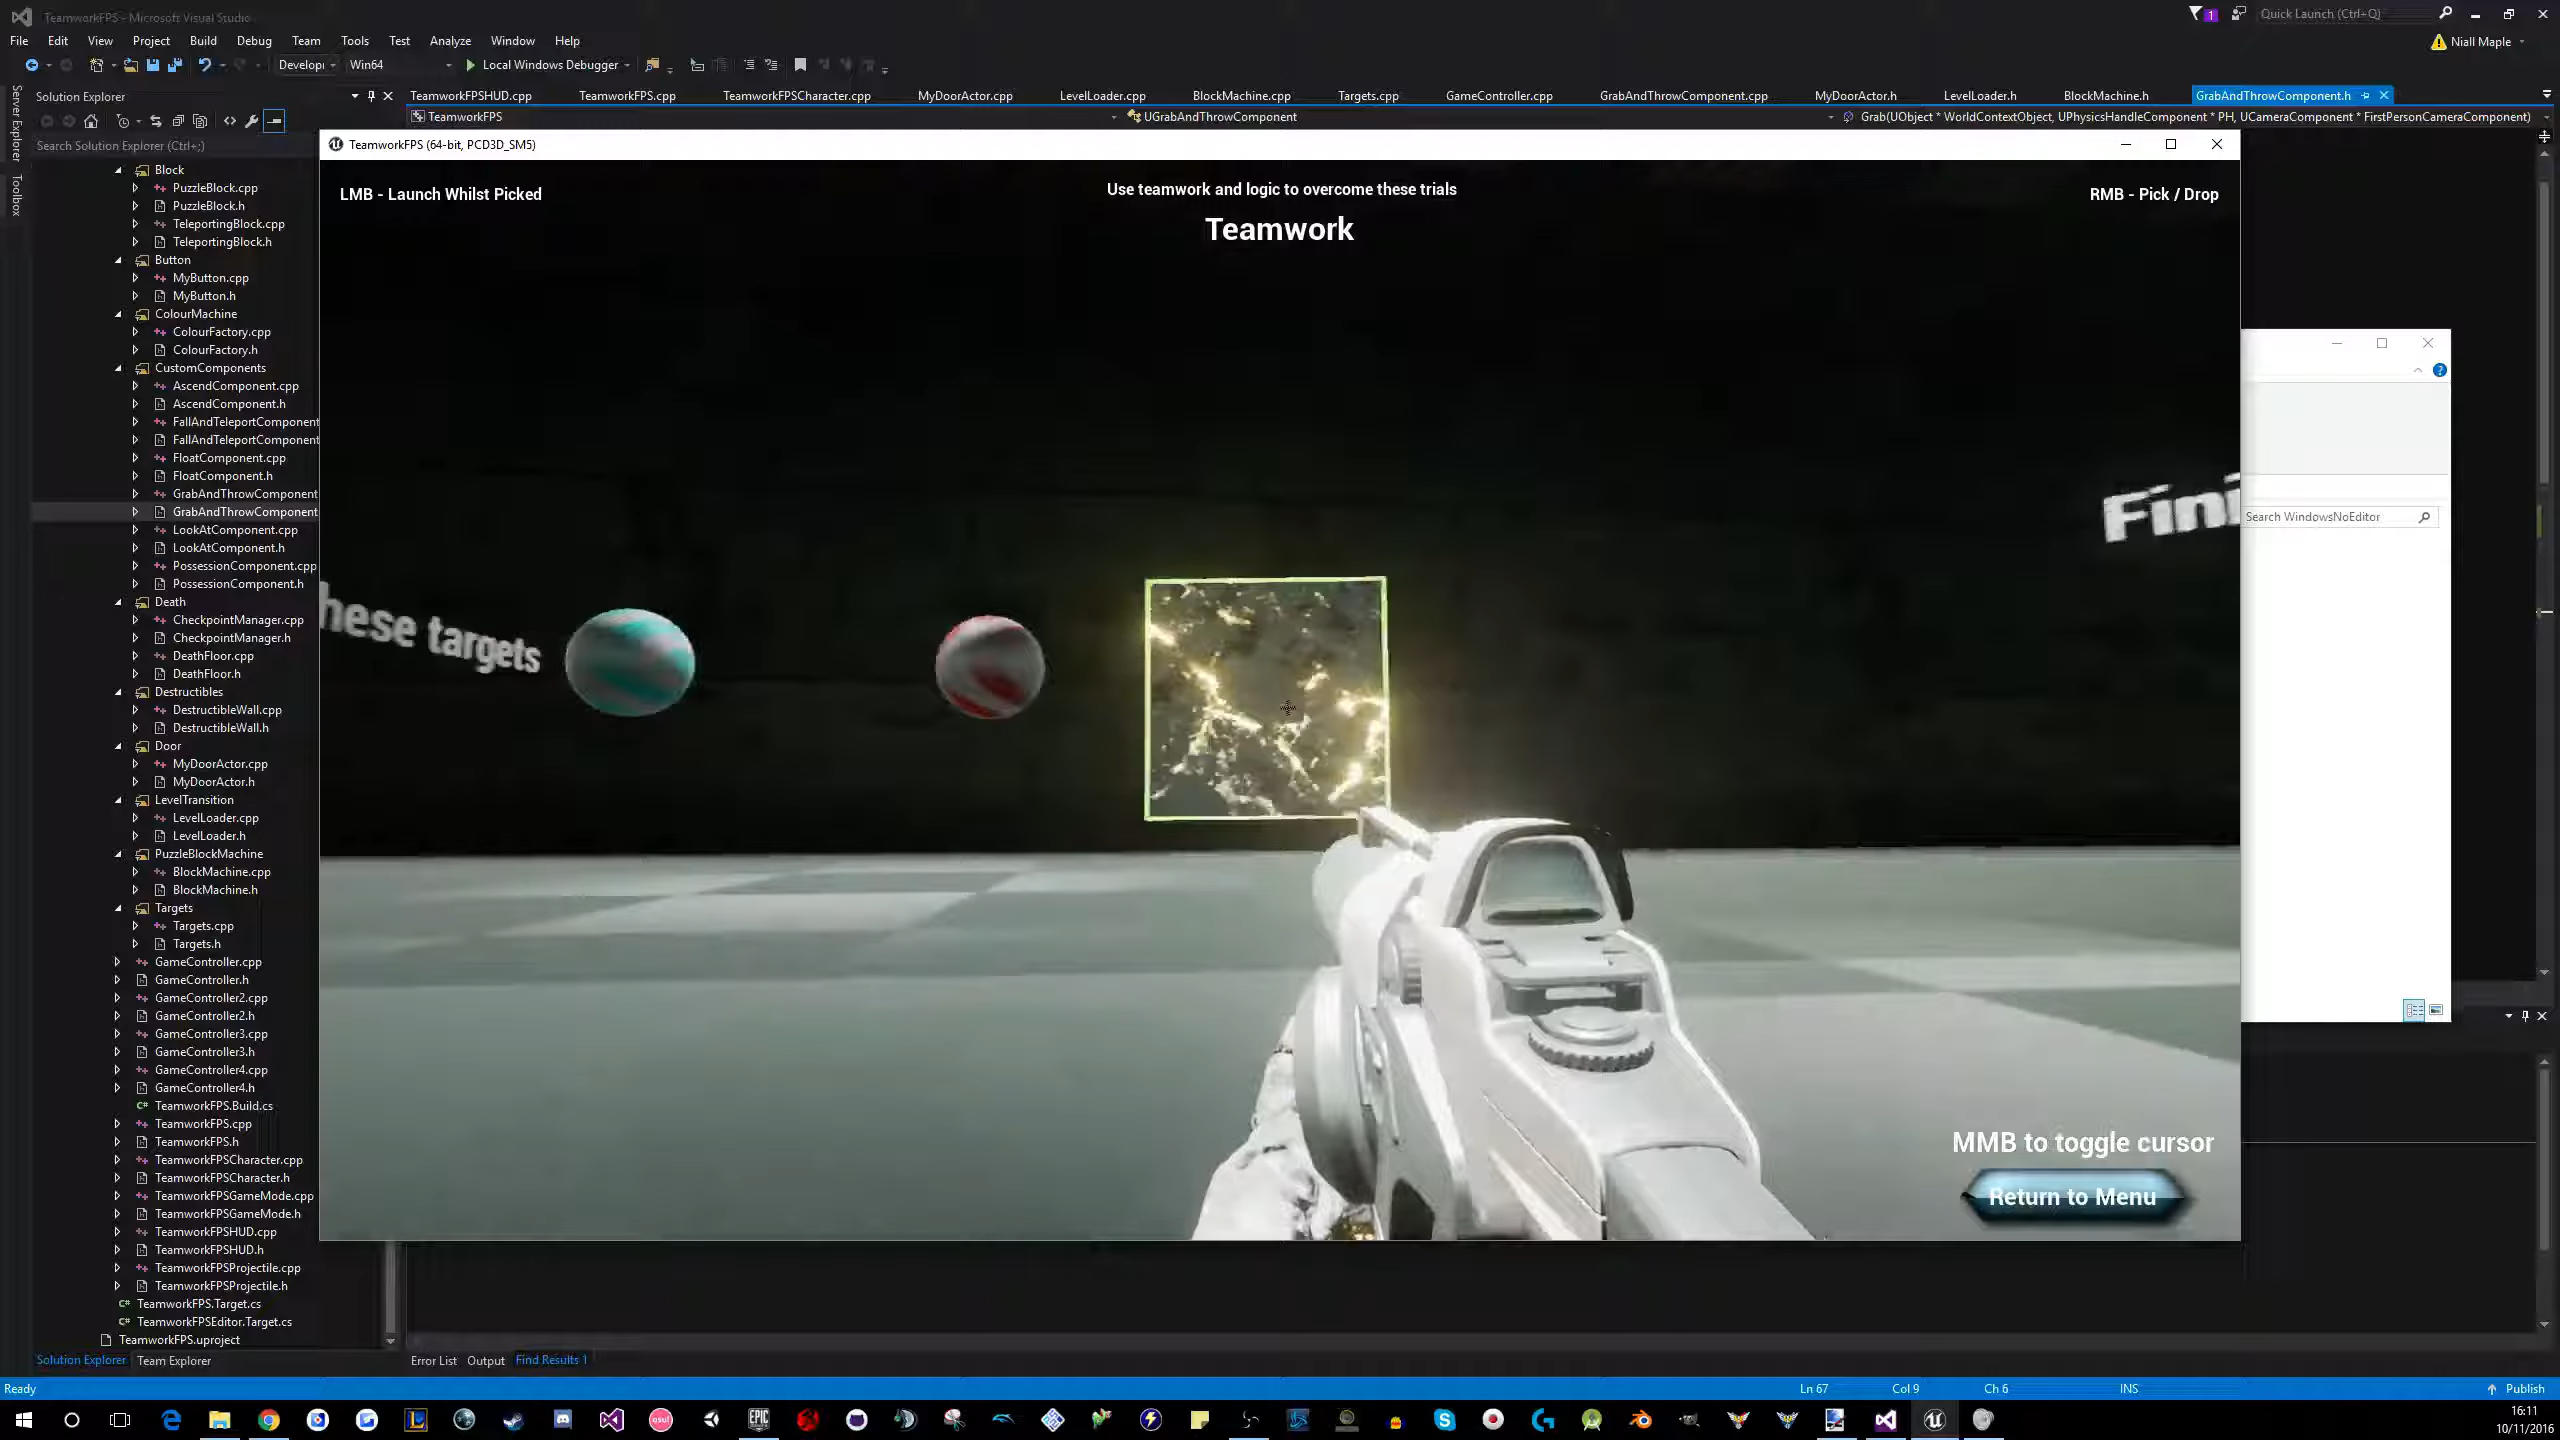 TeamworkFPS - Microsoft Visual Studio
1
Quick Launch (Ctrl+Q)
File Edit View Project Build Debug Team Tools Test Analyze Window Help
Niall Maple
Develop Win64 Local Windows Debugger
Server Explorer
Toolbox
Solution Explorer
TeamworkFPSHUD.cpp TeamworkFPS.cpp TeamworkFPSCharacter.cpp MyDoorActor.cpp LevelLoader.cpp BlockMachine.cpp Targets.cpp GameController.cpp GrabAndThrowComponent.cpp MyDoorActor.h LevelLoader.h BlockMachine.h GrabAndThrowComponent.h
TeamworkFPS UGrabAndThrowComponent Grab(UObject * WorldContextObject, UPhysicsHandleComponent * PH, UCameraComponent * FirstPersonCameraComponent)
Search Solution Explorer (Ctrl+;)
Block
PuzzleBlock.cpp
PuzzleBlock.h
TeleportingBlock.cpp
TeleportingBlock.h
Button
MyButton.cpp
MyButton.h
ColourMachine
ColourFactory.cpp
ColourFactory.h
CustomComponents
AscendComponent.cpp
AscendComponent.h
FallAndTeleportComponent
FallAndTeleportComponent
FloatComponent.cpp
FloatComponent.h
GrabAndThrowComponent
GrabAndThrowComponent
LookAtComponent.cpp
LookAtComponent.h
PossessionComponent.cpp
PossessionComponent.h
Death
CheckpointManager.cpp
CheckpointManager.h
DeathFloor.cpp
DeathFloor.h
Destructibles
DestructibleWall.cpp
DestructibleWall.h
Door
MyDoorActor.cpp
MyDoorActor.h
LevelTransition
LevelLoader.cpp
LevelLoader.h
PuzzleBlockMachine
BlockMachine.cpp
BlockMachine.h
Targets
Targets.cpp
Targets.h
GameController.cpp
GameController.h
GameController2.cpp
GameController2.h
GameController3.cpp
GameController3.h
GameController4.cpp
GameController4.h
TeamworkFPS.Build.cs
TeamworkFPS.cpp
TeamworkFPS.h
TeamworkFPSCharacter.cpp
TeamworkFPSCharacter.h
TeamworkFPSGameMode.cpp
TeamworkFPSGameMode.h
TeamworkFPSHUD.cpp
TeamworkFPSHUD.h
TeamworkFPSProjectile.cpp
TeamworkFPSProjectile.h
TeamworkFPS.Target.cs
TeamworkFPSEditor.Target.cs
TeamworkFPS.uproject
Solution Explorer Team Explorer
TeamworkFPS (64-bit, PCD3D_SM5)
LMB - Launch Whilst Picked
Use teamwork and logic to overcome these trials
Teamwork
RMB - Pick / Drop
hese targets
Fini
MMB to toggle cursor
Return to Menu
Search WindowsNoEditor
Error List Output Find Results 1
Ready Ln 67 Col 9 Ch 6 INS Publish
EPIC GAMES
osu!
16:11
10/11/2016